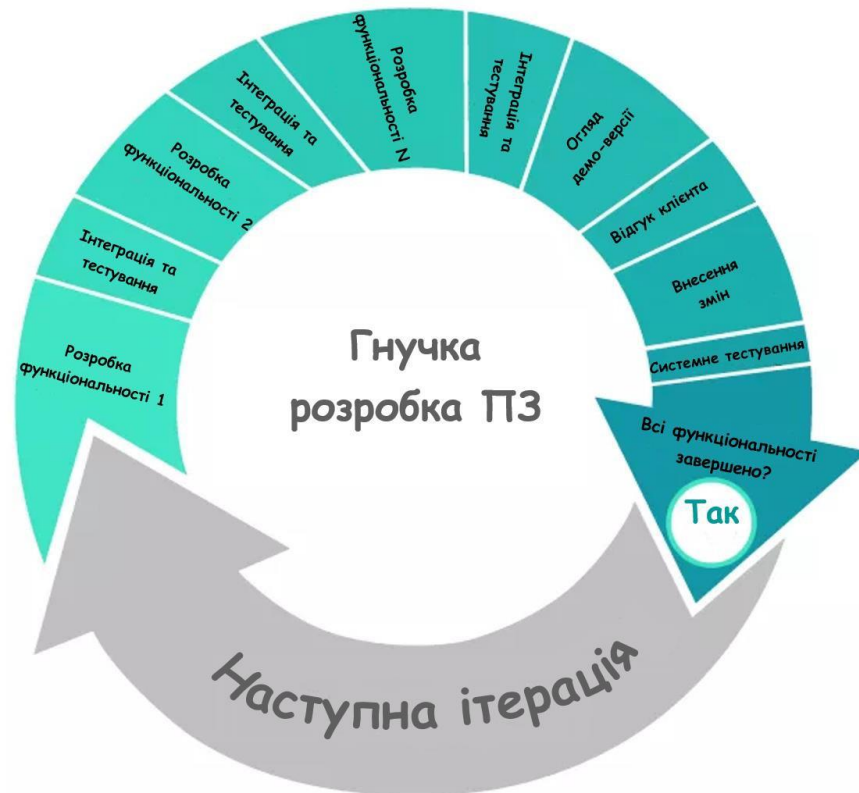 Розробка
функціональності 1
Інтеграція та
тестування
Розробка
функціональності 2
Інтеграція та
тестування
Розробка
функціональності N
Інтеграція та
тестування
Огляд
демо-версії
Відгук клієнта
Внесення
змін
Системне тестування
Всі функціональності
завершено?
Так
Наступна ітерація
Гнучка
розробка ПЗ